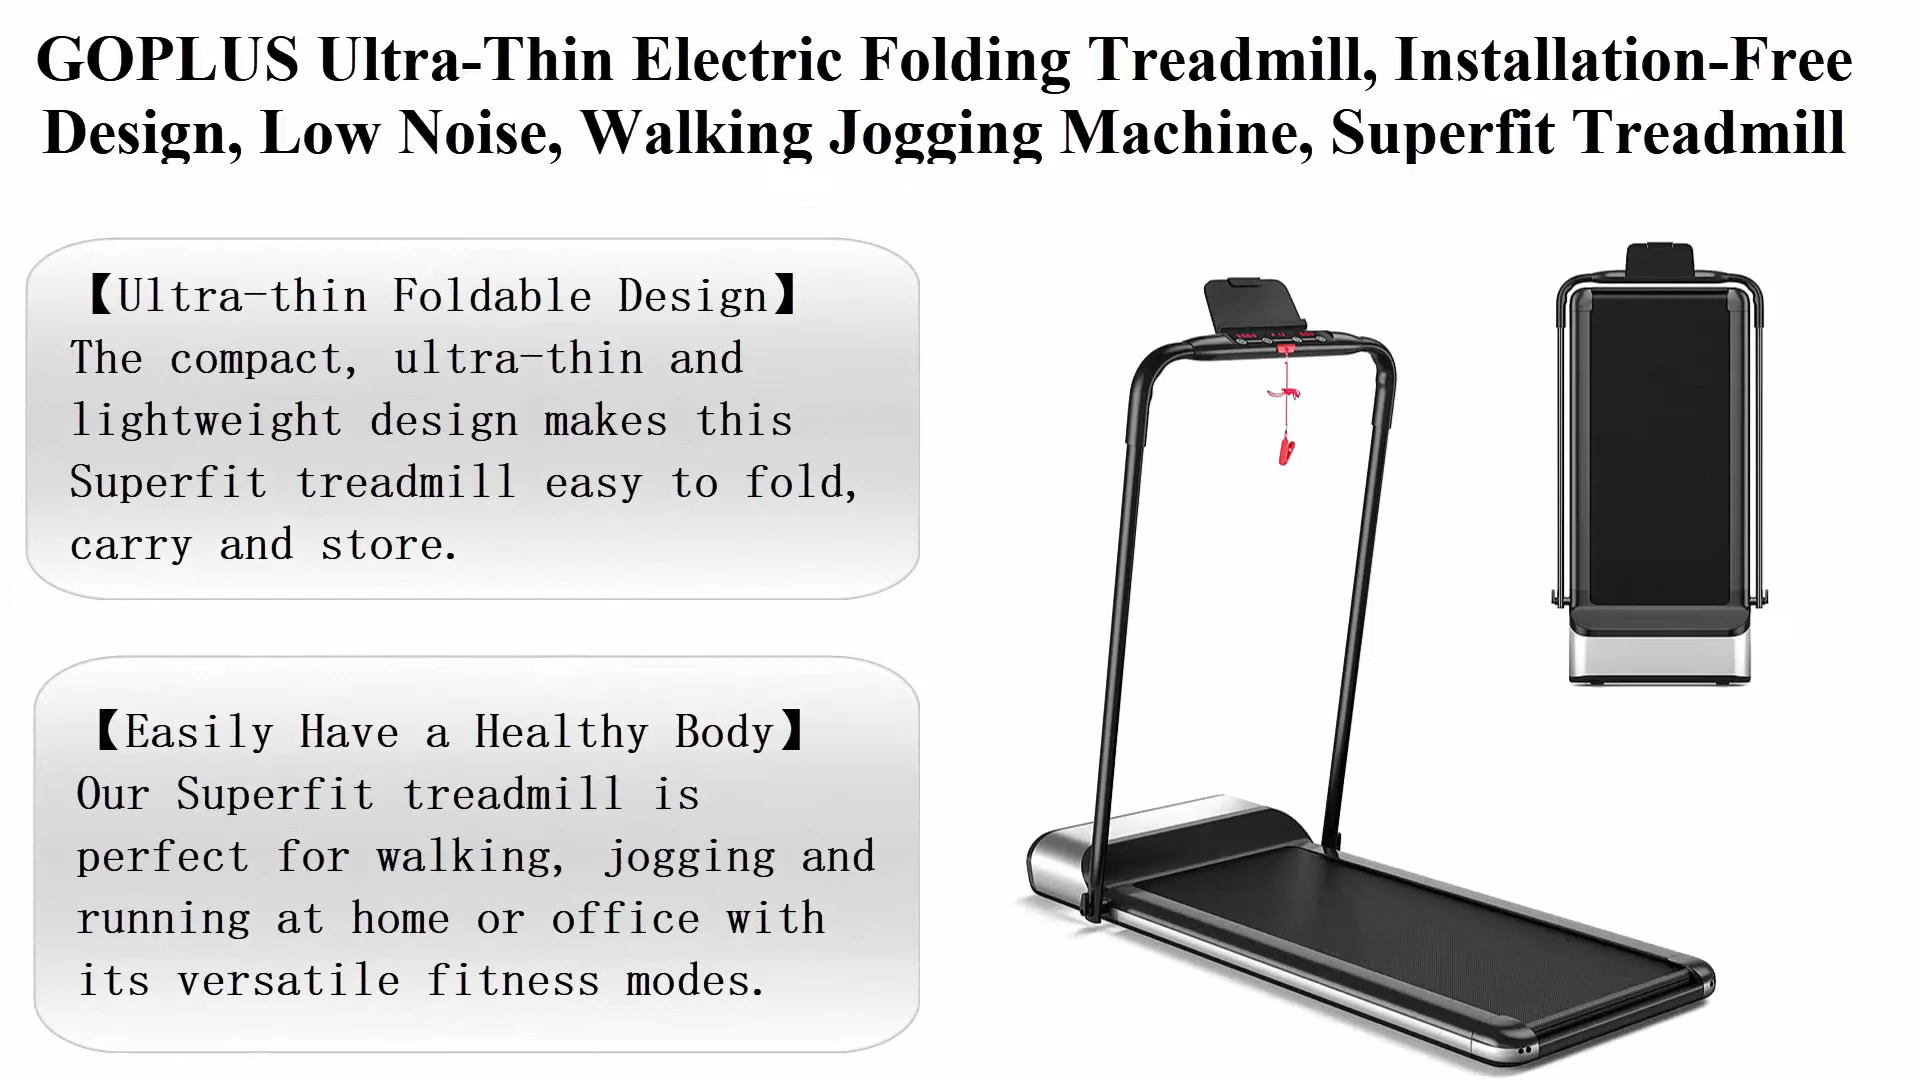 GOPLUS Ultra-Thin Electric Folding Treadmill, Installation-Free
Design, Low Noise, Walking Jogging Machine, Superfit Treadmill
【Ultra-thin Foldable Design】
The compact, ultra-thin and
lightweight design makes this
Superfit treadmill easy to fold,
carry and store.
【Easily Have a Healthy Body】
Our Superfit treadmill is
perfect for walking, jogging and
running at home or office with
its versatile fitness modes.